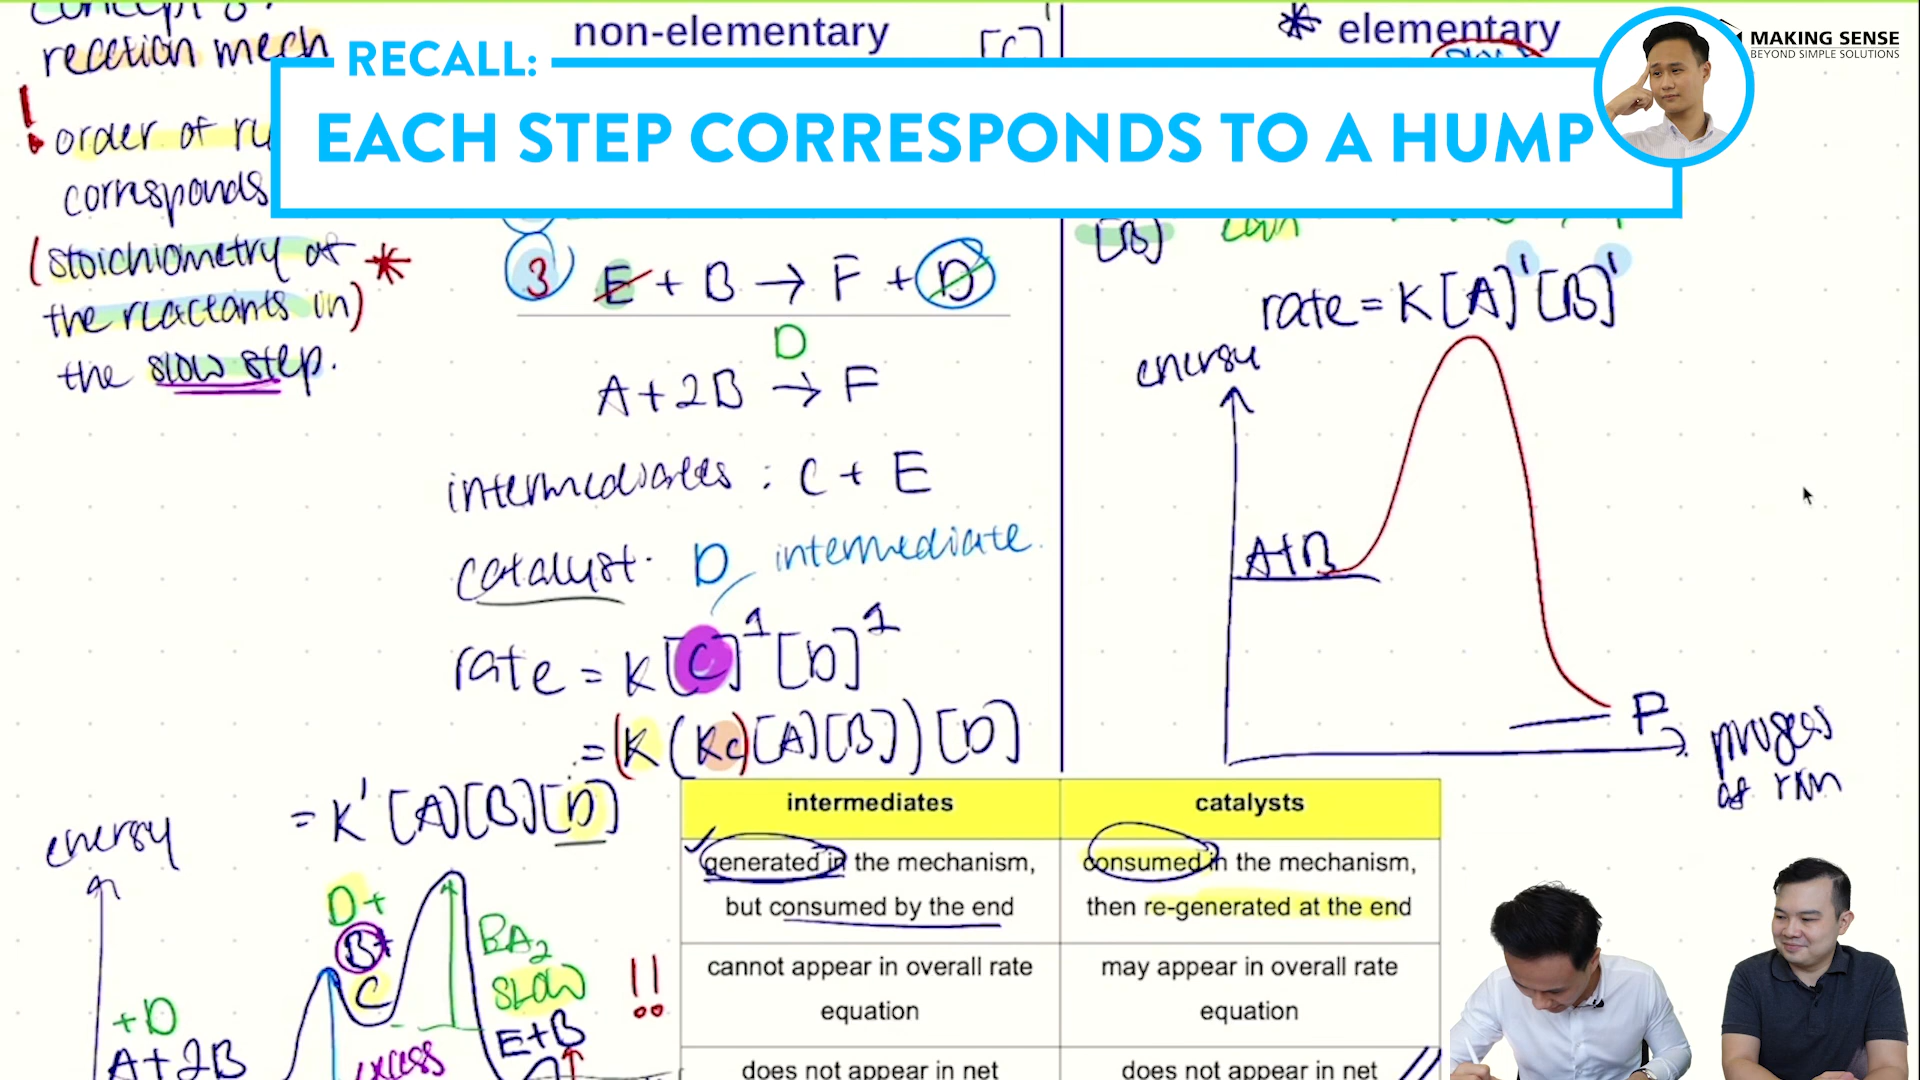 reaction mech
! order of
corresponds
(stoichiometry of *
the reactants in)
the slow step.
non-elementary
[C]
* elementary
MAKING SENSE
BEYOND SIMPLE SOLUTIONS
RECALL:
EACH STEP CORRESPONDS TO A HUMP
3 E + B → F + D
D
A + 2B → F
intermediates : C + E
catalyst. D intermediate.
rate = K[C]¹[D]¹
= (K(Kc)[A][B])[D]
= K'[A][B][D]
energy
D +
B+
C
BA2
SLOW
E+B
+D
A+2B
excess
!!
[B]
rate = K[A]¹[B]¹
energy
A+B
P
progress
of rxn
intermediates
catalysts
generated in the mechanism,
but consumed by the end
consumed in the mechanism,
then re-generated at the end
cannot appear in overall rate
equation
may appear in overall rate
equation
does not appear in net
does not appear in net